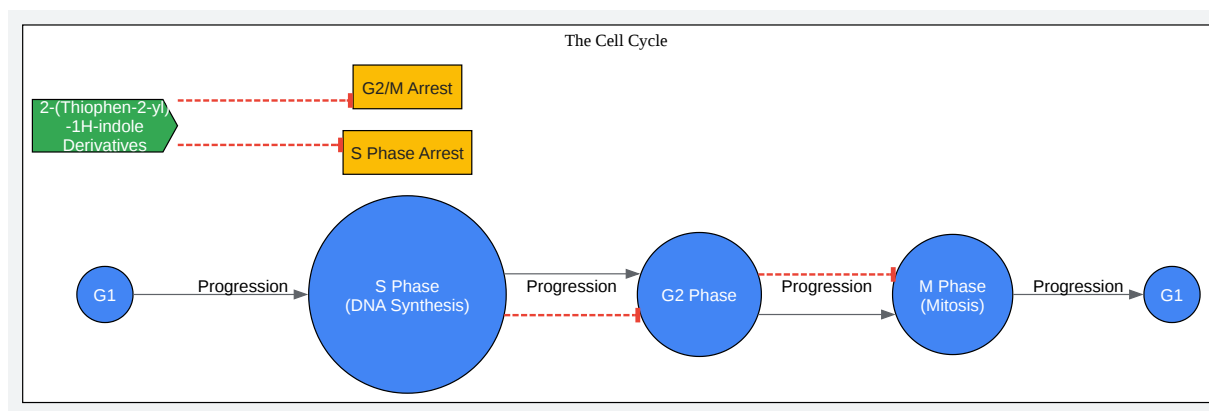 The Cell Cycle
G2/M Arrest
2-(Thiophen-2-yl)
-1H-indole
Derivatives
S Phase Arrest
G1
Progression
S Phase
(DNA Synthesis)
Progression
G2 Phase
Progression
M Phase
(Mitosis)
Progression
G1